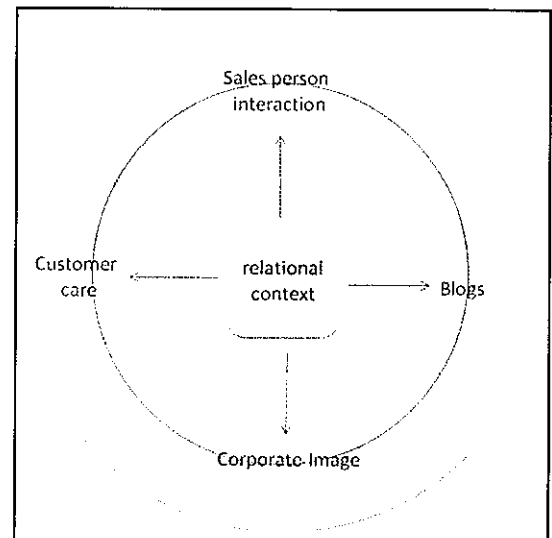 Sales person
interaction
Customer
care
relational
context
Blogs
Corporate Image